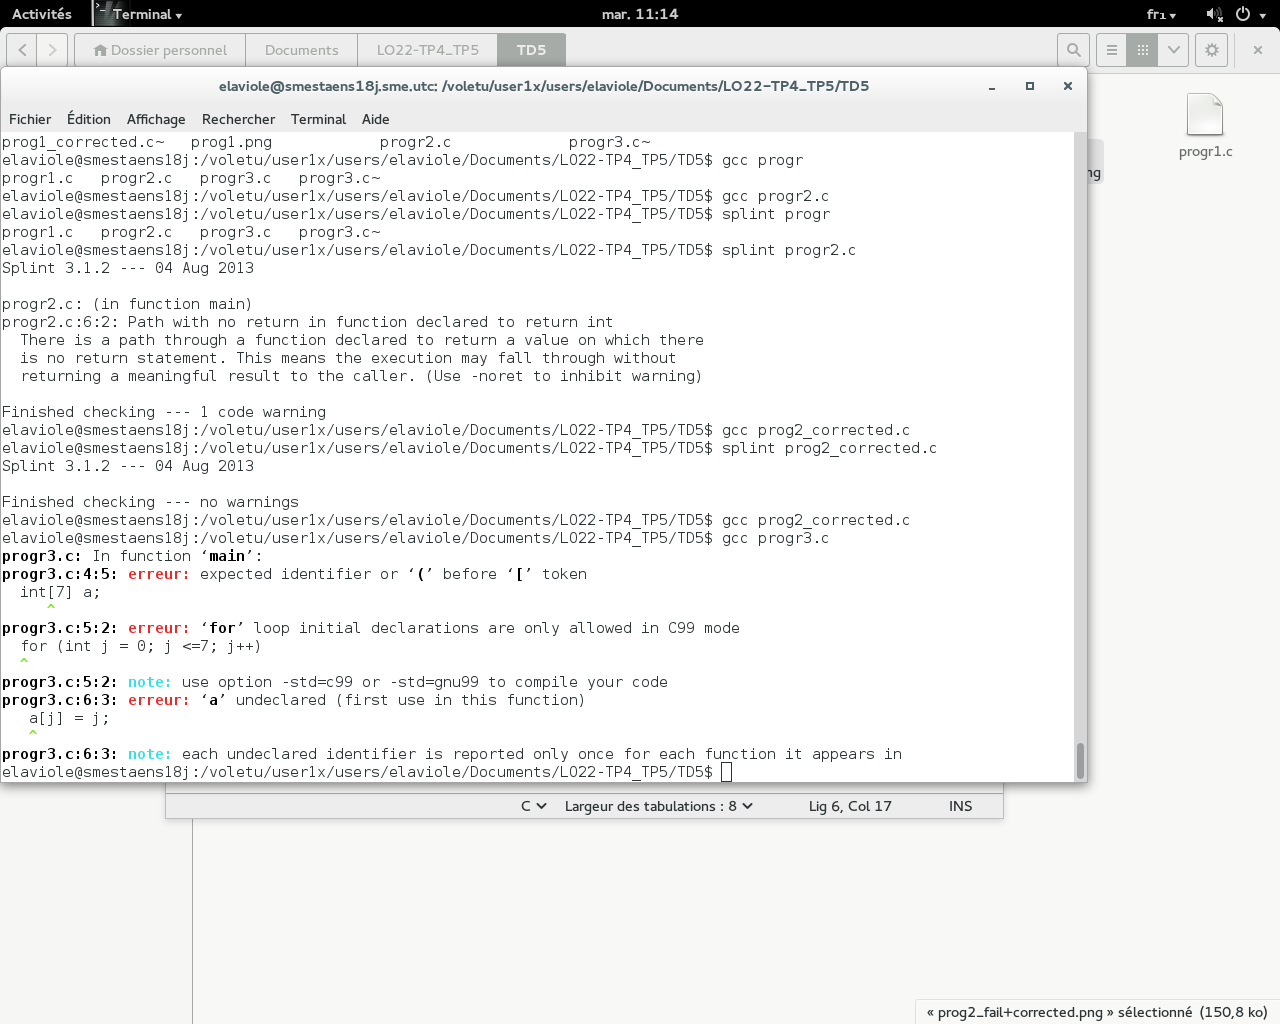 Activités Terminal mar. 11:14 fr₁
Dossier personnel Documents LO22-TP4_TP5 TD5
elaviole@smestaens18j.sme.utc: /voletu/user1x/users/elaviole/Documents/LO22-TP4_TP5/TD5
Fichier Édition Affichage Rechercher Terminal Aide
prog1_corrected.c~ prog1.png progr2.c progr3.c~
elaviole@smestaens18j:/voletu/user1x/users/elaviole/Documents/LO22-TP4_TP5/TD5$ gcc progr
progr1.c progr2.c progr3.c progr3.c~
elaviole@smestaens18j:/voletu/user1x/users/elaviole/Documents/LO22-TP4_TP5/TD5$ gcc progr2.c
elaviole@smestaens18j:/voletu/user1x/users/elaviole/Documents/LO22-TP4_TP5/TD5$ splint progr
progr1.c progr2.c progr3.c progr3.c~
elaviole@smestaens18j:/voletu/user1x/users/elaviole/Documents/LO22-TP4_TP5/TD5$ splint progr2.c
Splint 3.1.2 --- 04 Aug 2013
progr2.c: (in function main)
progr2.c:6:2: Path with no return in function declared to return int
There is a path through a function declared to return a value on which there
is no return statement. This means the execution may fall through without
returning a meaningful result to the caller. (Use -noret to inhibit warning)
Finished checking --- 1 code warning
elaviole@smestaens18j:/voletu/user1x/users/elaviole/Documents/LO22-TP4_TP5/TD5$ gcc prog2_corrected.c
elaviole@smestaens18j:/voletu/user1x/users/elaviole/Documents/LO22-TP4_TP5/TD5$ splint prog2_corrected.c
Splint 3.1.2 --- 04 Aug 2013
Finished checking --- no warnings
elaviole@smestaens18j:/voletu/user1x/users/elaviole/Documents/LO22-TP4_TP5/TD5$ gcc prog2_corrected.c
elaviole@smestaens18j:/voletu/user1x/users/elaviole/Documents/LO22-TP4_TP5/TD5$ gcc progr3.c
progr3.c: In function ‘main’:
progr3.c:4:5: erreur: expected identifier or ‘(’ before ‘[’ token
int[7] a;
^
progr3.c:5:2: erreur: ‘for’ loop initial declarations are only allowed in C99 mode
for (int j = 0; j <=7; j++)
^
progr3.c:5:2: note: use option -std=c99 or -std=gnu99 to compile your code
progr3.c:6:3: erreur: ‘a’ undeclared (first use in this function)
a[j] = j;
^
progr3.c:6:3: note: each undeclared identifier is reported only once for each function it appears in
elaviole@smestaens18j:/voletu/user1x/users/elaviole/Documents/LO22-TP4_TP5/TD5$
progr1.c
ng
C Largeur des tabulations : 8 Lig 6, Col 17 INS
« prog2_fail+corrected.png » sélectionné (150,8 ko)